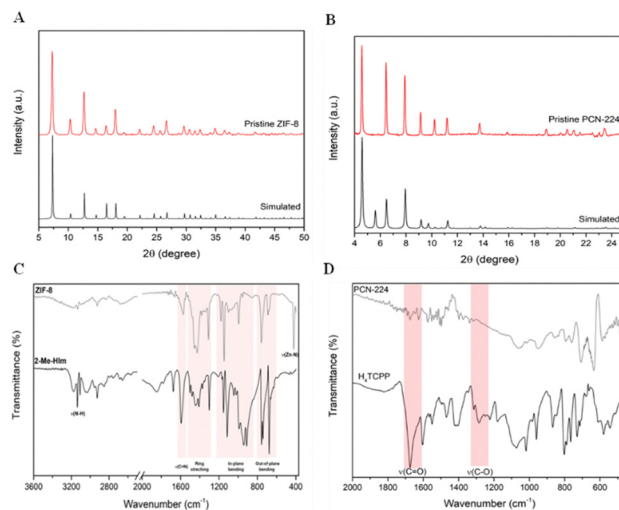 A
Intensity (a.u.)
Pristine ZIF-8
Simulated
5 10 15 20 25 30 35 40 45 50
2θ (degree)
B
Intensity (a.u.)
Pristine PCN-224
Simulated
4 6 8 10 12 14 16 18 20 22 24
2θ (degree)
C
Transmittance (%)
ZIF-8
2-Me-HIm
ν(Zn-N)
ν(N-H)
ν(C=N)
Ring
streching
In-plane
bending
Out-of-plane
bending
3600 2800 2000 2000 1600 1200 800 400
Wavenumber (cm⁻¹)
D
Transmittance (%)
PCN-224
H₄TCPP
ν(C=O)
ν(C-O)
2000 1800 1600 1400 1200 1000 800 600 400
Wavenumber (cm⁻¹)